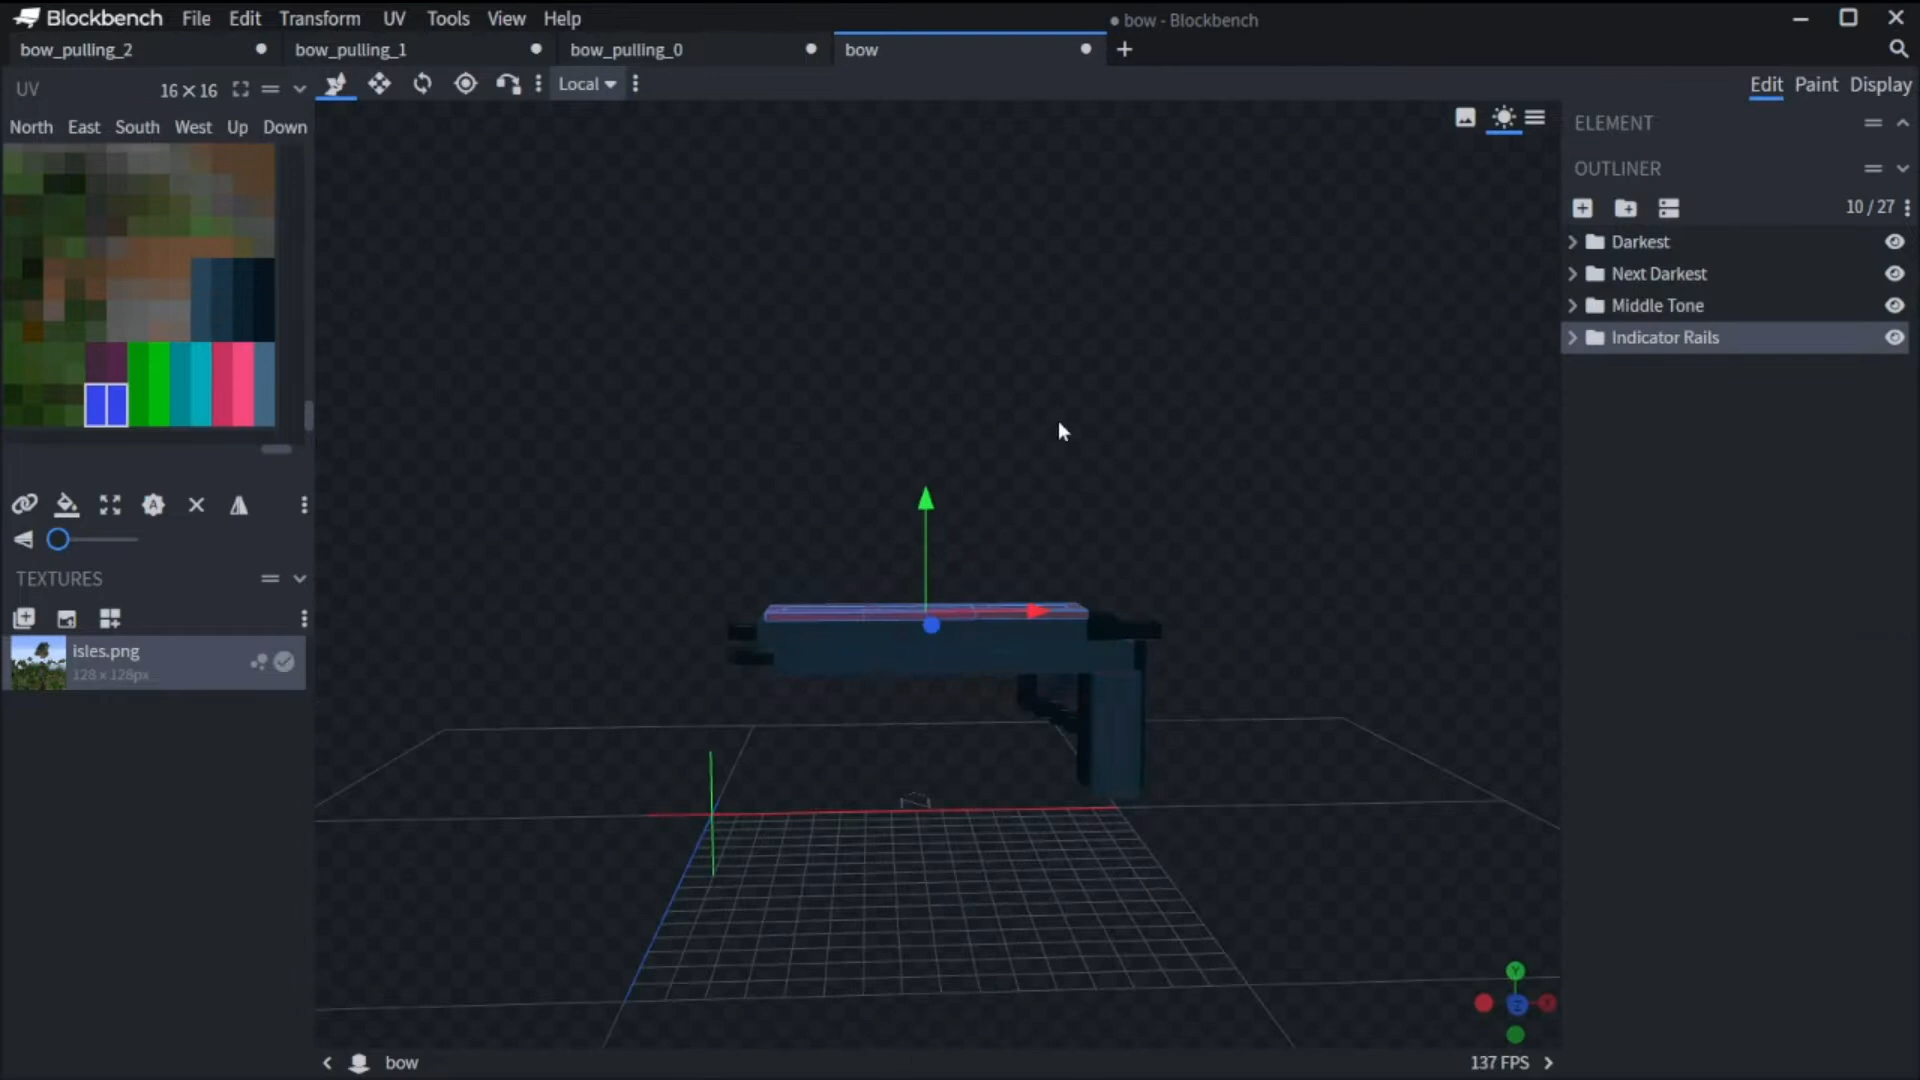 Blockbench File Edit Transform UV Tools View Help
● bow - Blockbench
bow_pulling_2 bow_pulling_1 bow_pulling_0 bow
UV 16×16
Local
Edit Paint Display
North East South West Up Down
ELEMENT
OUTLINER
10 / 27
Darkest
Next Darkest
Middle Tone
Indicator Rails
TEXTURES
isles.png
128 x 128px
Y
X
Z
bow
137 FPS